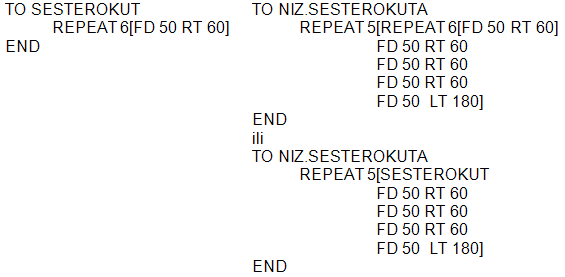 TO SESTEROKUT
REPEAT 6[FD 50 RT 60]
END
TO NIZ.SESTEROKUTA
REPEAT 5[REPEAT 6[FD 50 RT 60]
FD 50 RT 60
FD 50 RT 60
FD 50 RT 60
FD 50 LT 180]
END
ili
TO NIZ.SESTEROKUTA
REPEAT 5[SESTEROKUT
FD 50 RT 60
FD 50 RT 60
FD 50 RT 60
FD 50 LT 180]
END